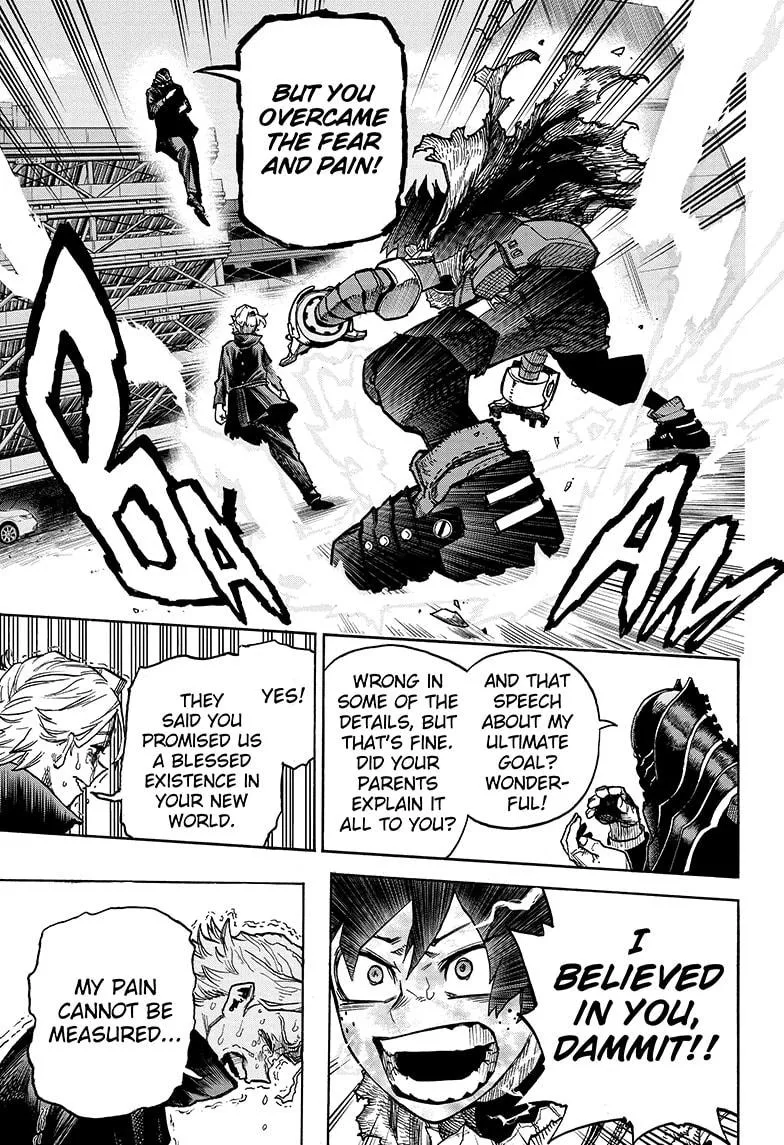 BUT YOU
OVERCAME
THE FEAR
AND PAIN!
BA
AM
AND THAT
SPEECH
ABOUT MY
ULTIMATE
GOAL?
WONDER-
FUL!
WRONG IN
SOME OF THE
DETAILS, BUT
THAT'S FINE.
DID YOUR
PARENTS
EXPLAIN IT
ALL TO YOU?
YES!
THEY
SAID YOU
PROMISED US
A BLESSED
EXISTENCE IN
YOUR NEW
WORLD.
I
BELIEVED
IN YOU,
DAMMIT!!
MY PAIN
CANNOT BE
MEASURED...